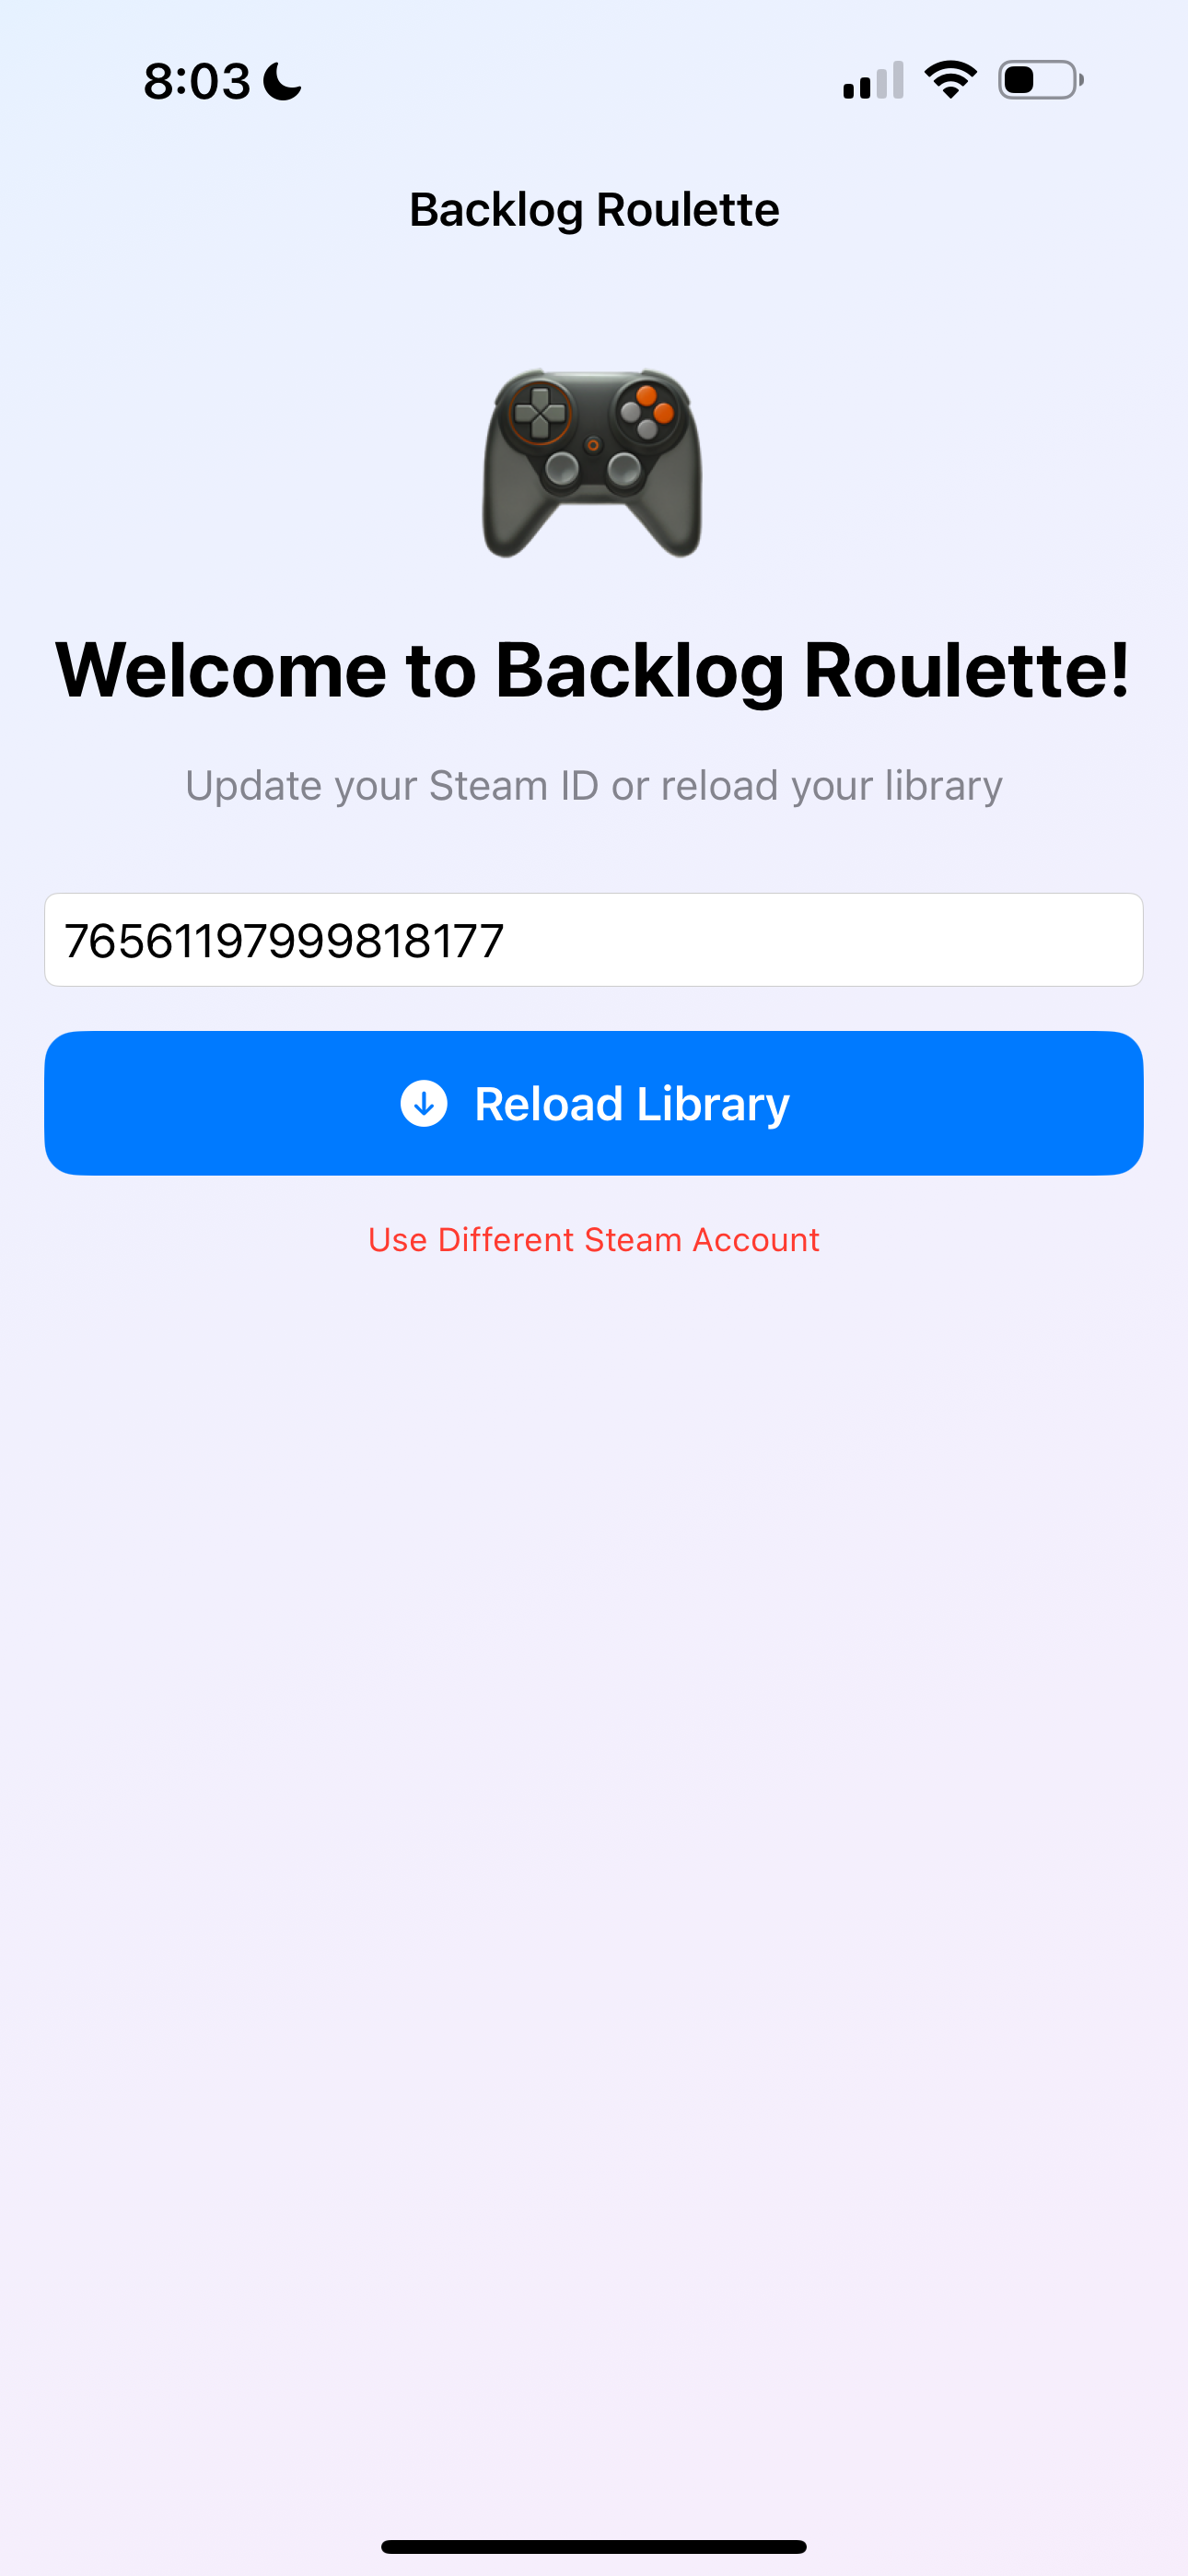 8:03
Backlog Roulette
Welcome to Backlog Roulette!
Update your Steam ID or reload your library
76561197999818177
Reload Library
Use Different Steam Account